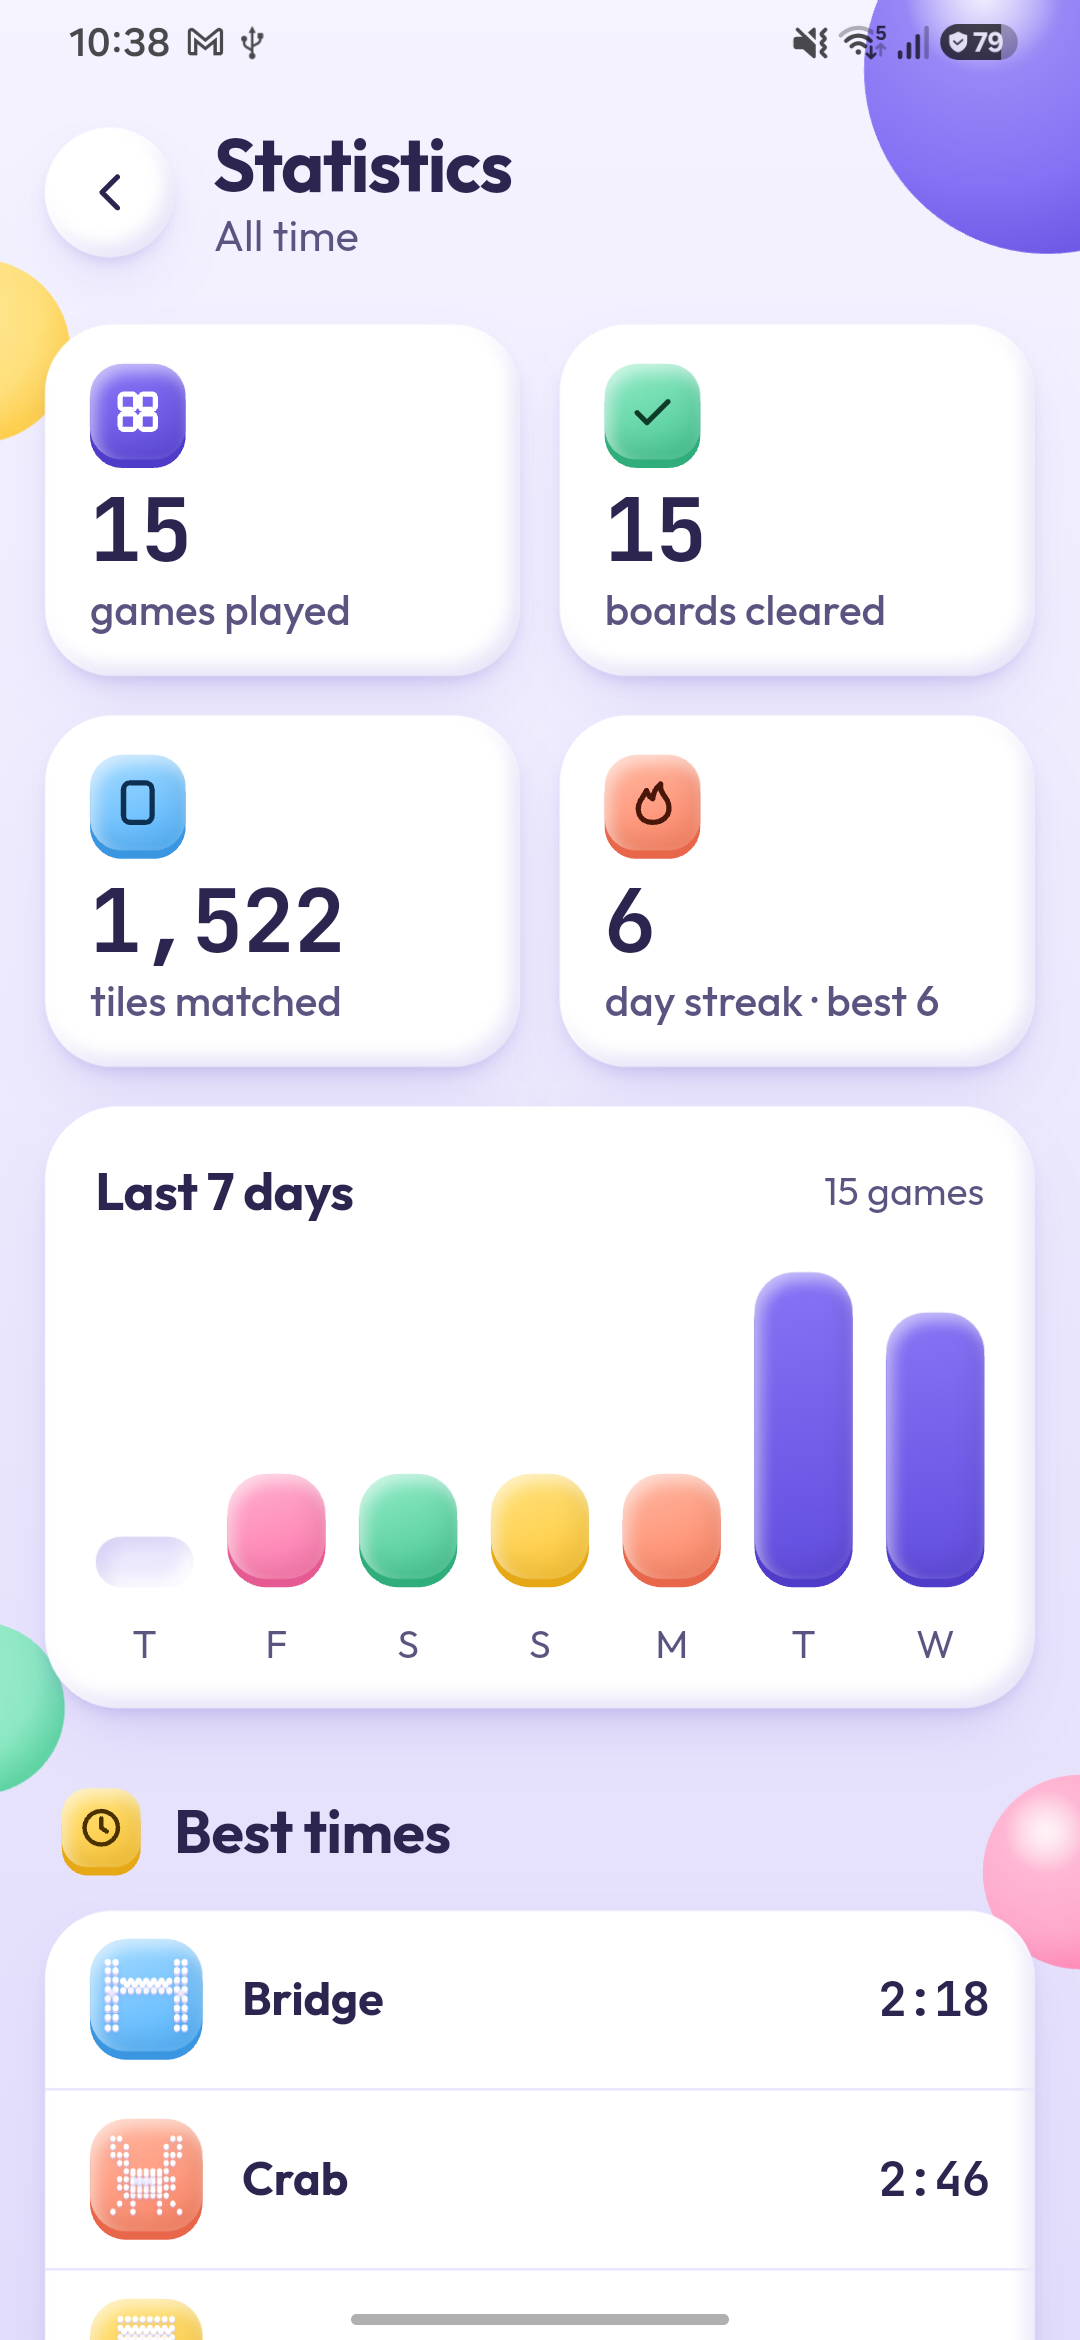 10:38
5
79
Statistics
All time
15
games played
15
boards cleared
1,522
tiles matched
6
day streak · best 6
Last 7 days
15 games
T F S S M T W
Best times
Bridge 2:18
Crab 2:46